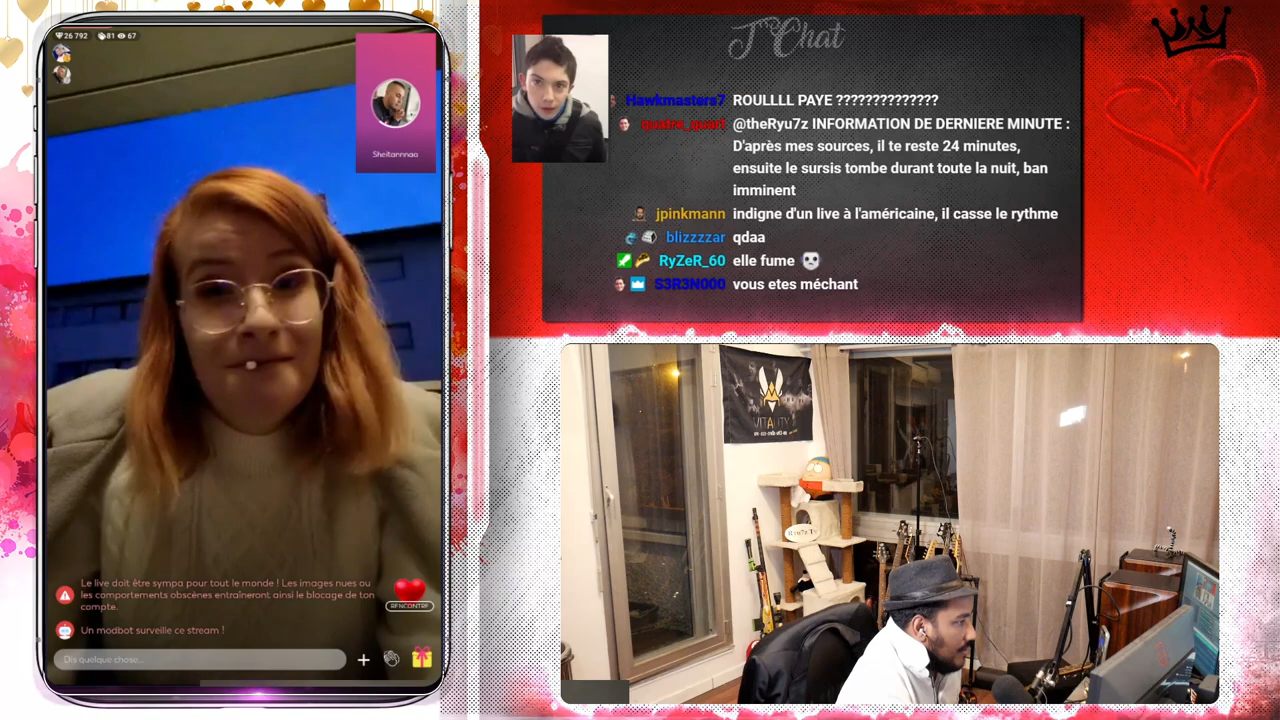 26 792 81 67
Sheitannnaa
Le live doit être sympa pour tout le monde ! Les images nues ou
les comportements obscènes entraîneront ainsi le blocage de ton
compte.
RENCONTRE
Un modbot surveille ce stream !
Dis quelque chose...
T'Chat
Hawkmasters7 ROULLLL PAYE ??????????????
quatre_quart @theRyu7z INFORMATION DE DERNIERE MINUTE :
D'après mes sources, il te reste 24 minutes,
ensuite le sursis tombe durant toute la nuit, ban
imminent
jpinkmann indigne d'un live à l'américaine, il casse le rythme
blizzzzar qdaa
RyZeR_60 elle fume
S3R3N000 vous etes méchant
VITALITY
Ryu7z Tv